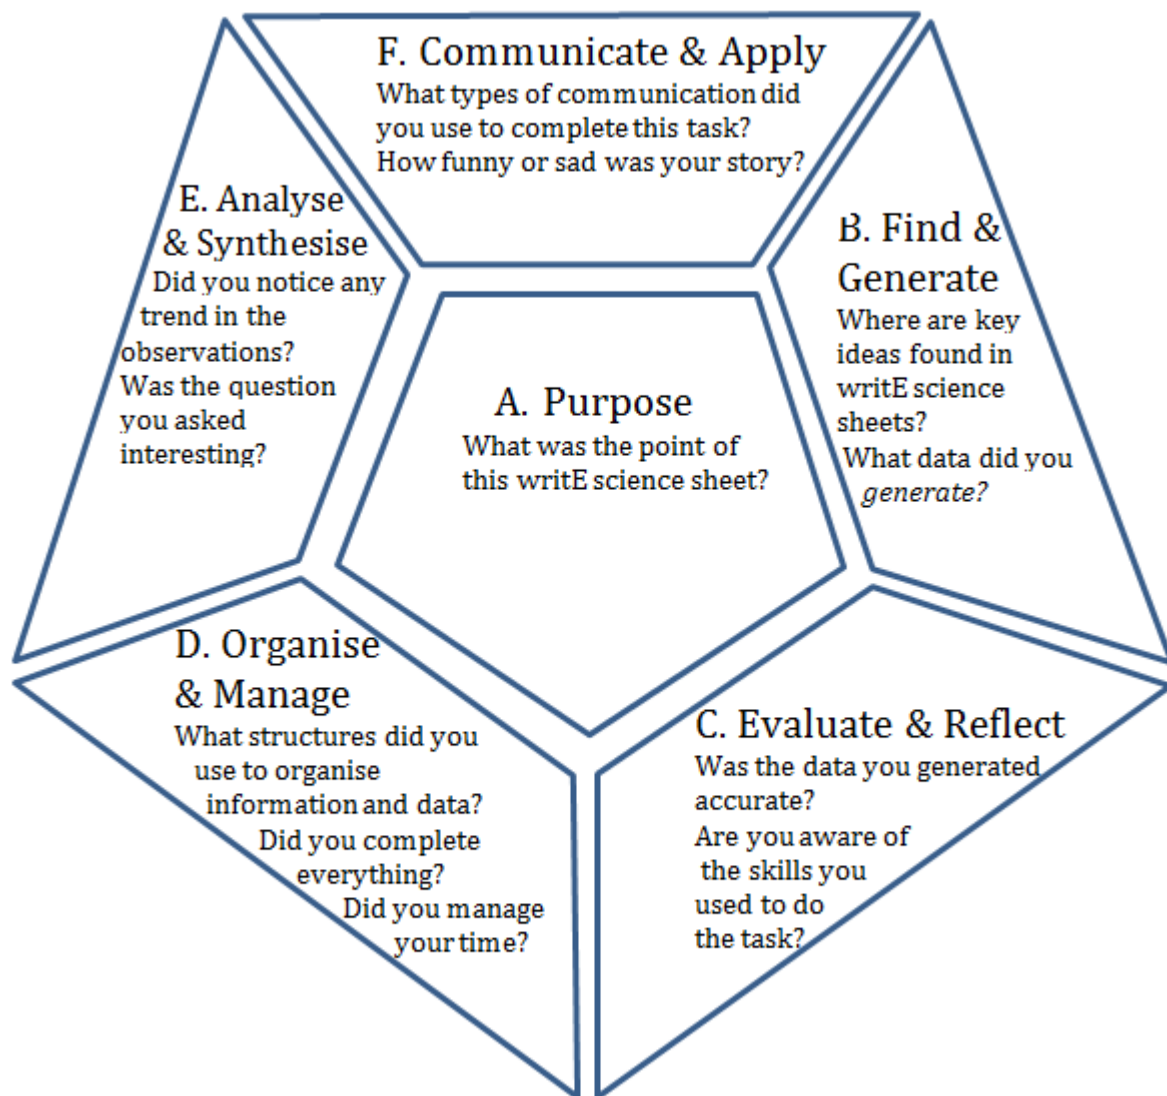 F. Communicate & Apply
What types of communication did
you use to complete this task?
How funny or sad was your story?
E. Analyse
& Synthesise
Did you notice any
trend in the
observations?
Was the question
you asked
interesting?
B. Find &
Generate
Where are key
ideas found in
writE science
sheets?
What data did you
generate?
A. Purpose
What was the point of
this writE science sheet?
D. Organise
& Manage
What structures did you
use to organise
information and data?
Did you complete
everything?
Did you manage
your time?
C. Evaluate & Reflect
Was the data you generated
accurate?
Are you aware of
the skills you
used to do
the task?